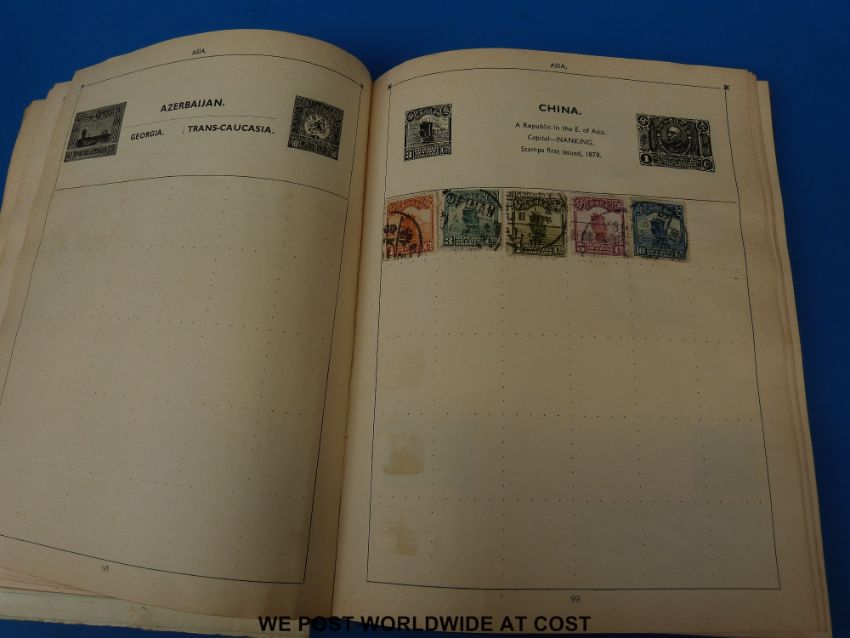 ASIA.
AZERBAIJAN.
GEORGIA. | TRANS-CAUCASIA.
98
ASIA.
CHINA.
A Republic in the E. of Asia.
Capital—NANKING.
Stamps first issued, 1878.
99
WE POST WORLDWIDE AT COST